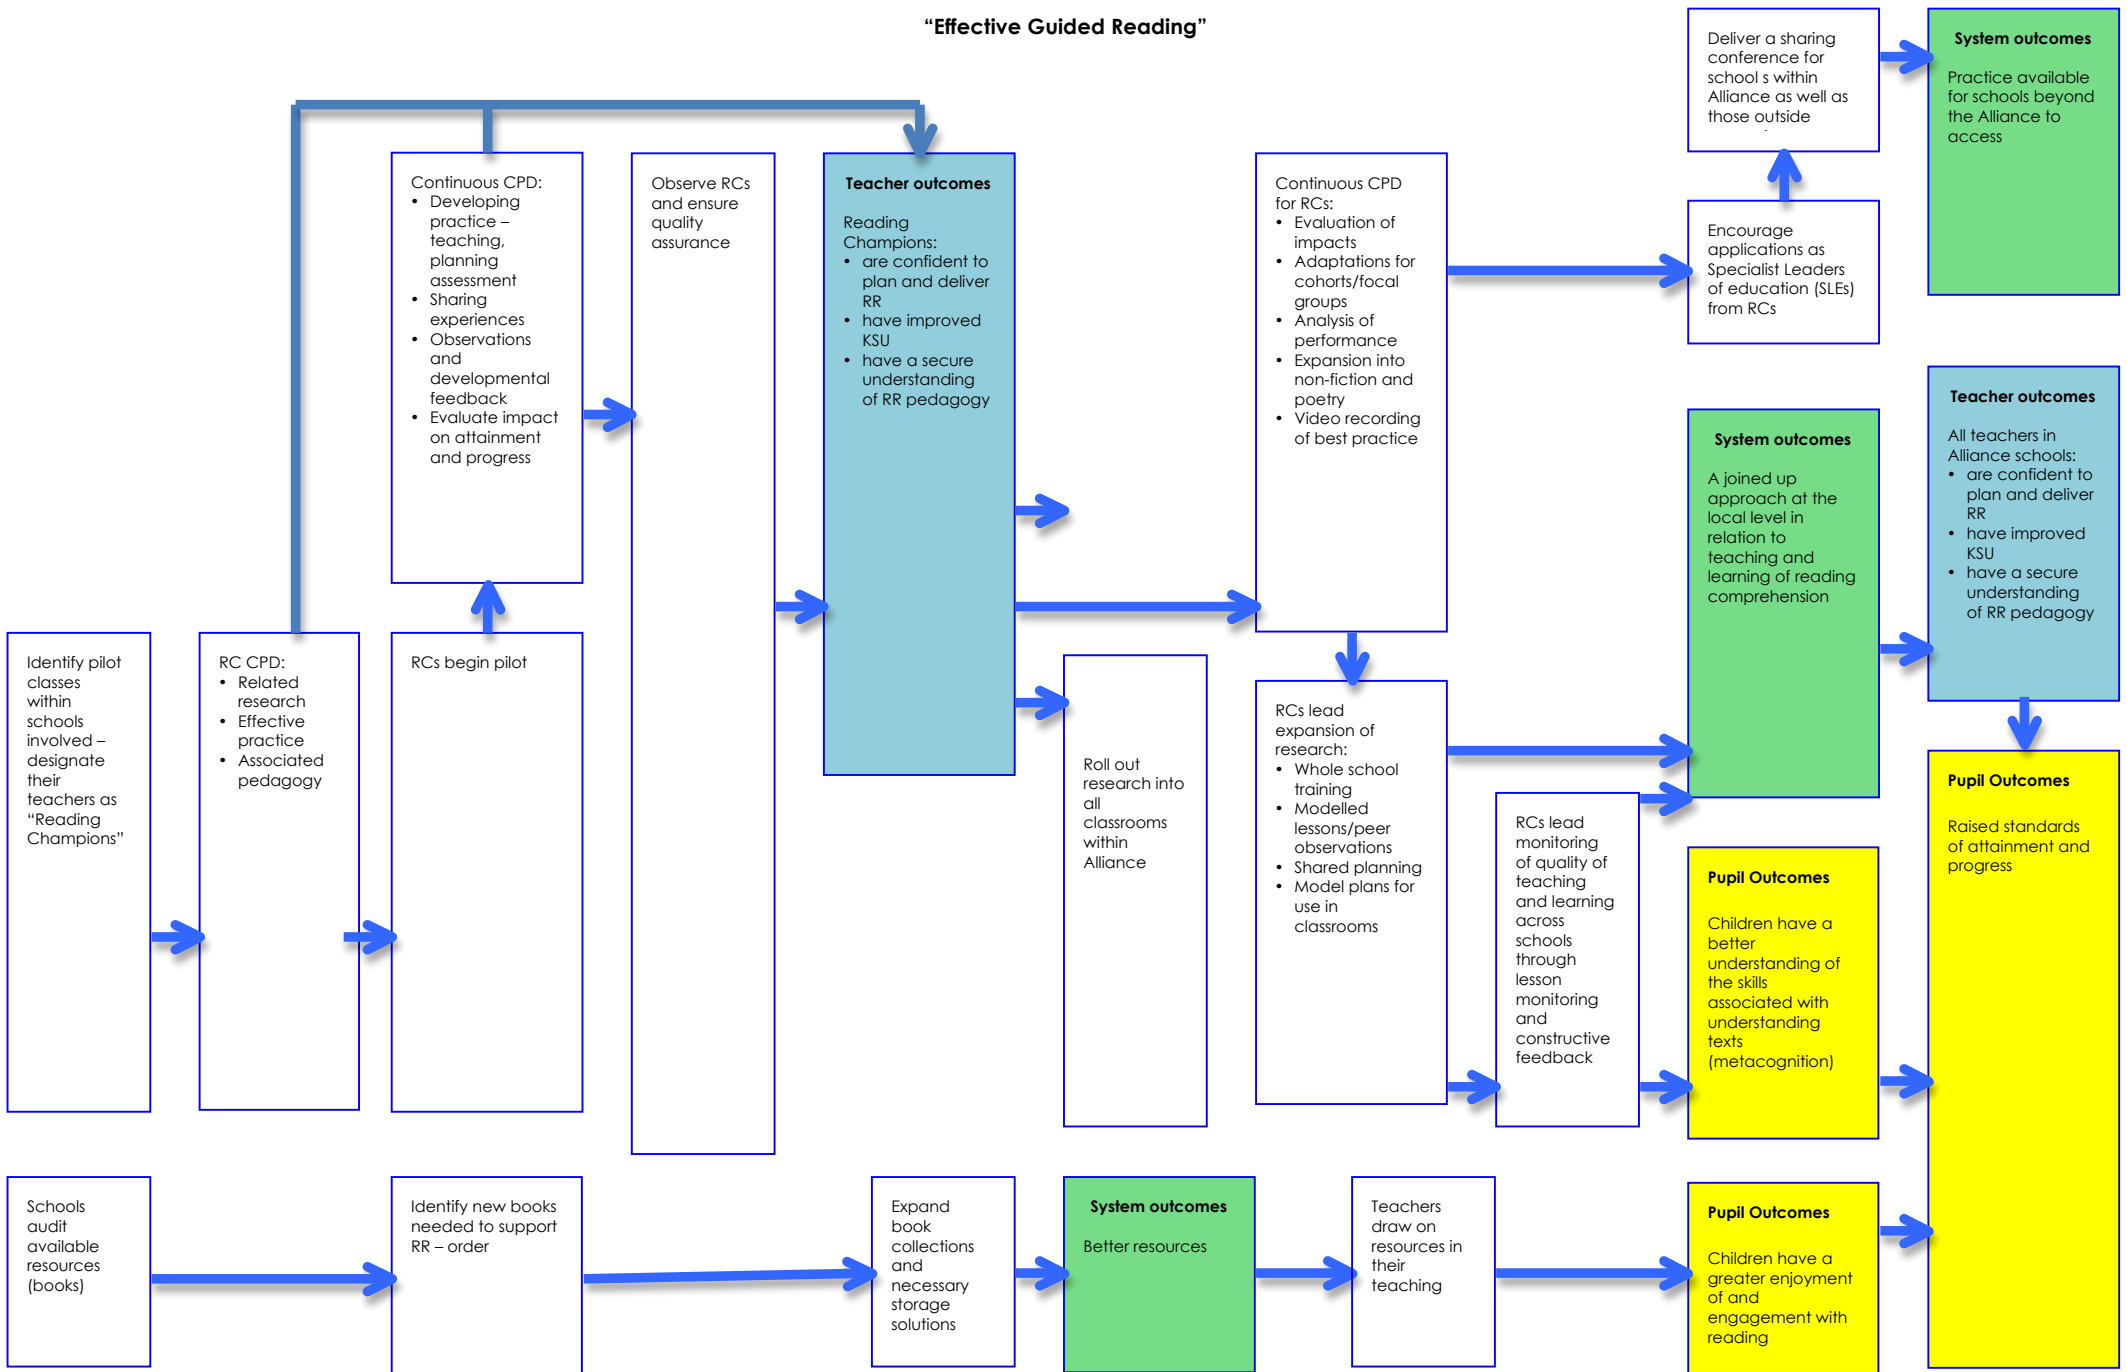 “Effective Guided Reading”
Deliver a sharing
conference for
school s within
Alliance as well as
those outside
System outcomes
Practice available
for schools beyond
the Alliance to
access
Continuous CPD:
• Developing
practice –
teaching,
planning
assessment
• Sharing
experiences
• Observations
and
developmental
feedback
• Evaluate impact
on attainment
and progress
Observe RCs
and ensure
quality
assurance
Teacher outcomes
Reading
Champions:
• are confident to
plan and deliver
RR
• have improved
KSU
• have a secure
understanding
of RR pedagogy
Continuous CPD
for RCs:
• Evaluation of
impacts
• Adaptations for
cohorts/focal
groups
• Analysis of
performance
• Expansion into
non-fiction and
poetry
• Video recording
of best practice
Encourage
applications as
Specialist Leaders
of education (SLEs)
from RCs
System outcomes
A joined up
approach at the
local level in
relation to
teaching and
learning of reading
comprehension
Teacher outcomes
All teachers in
Alliance schools:
• are confident to
plan and deliver
RR
• have improved
KSU
• have a secure
understanding
of RR pedagogy
Identify pilot
classes
within
schools
involved –
designate
their
teachers as
“Reading
Champions”
RC CPD:
• Related
research
• Effective
practice
• Associated
pedagogy
RCs begin pilot
Roll out
research into
all
classrooms
within
Alliance
RCs lead
expansion of
research:
• Whole school
training
• Modelled
lessons/peer
observations
• Shared planning
• Model plans for
use in
classrooms
RCs lead
monitoring
of quality of
teaching
and learning
across
schools
through
lesson
monitoring
and
constructive
feedback
Pupil Outcomes
Children have a
better
understanding of
the skills
associated with
understanding
texts
(metacognition)
Pupil Outcomes
Raised standards
of attainment and
progress
Schools
audit
available
resources
(books)
Identify new books
needed to support
RR – order
Expand
book
collections
and
necessary
storage
solutions
System outcomes
Better resources
Teachers
draw on
resources in
their
teaching
Pupil Outcomes
Children have a
greater enjoyment
of and
engagement with
reading